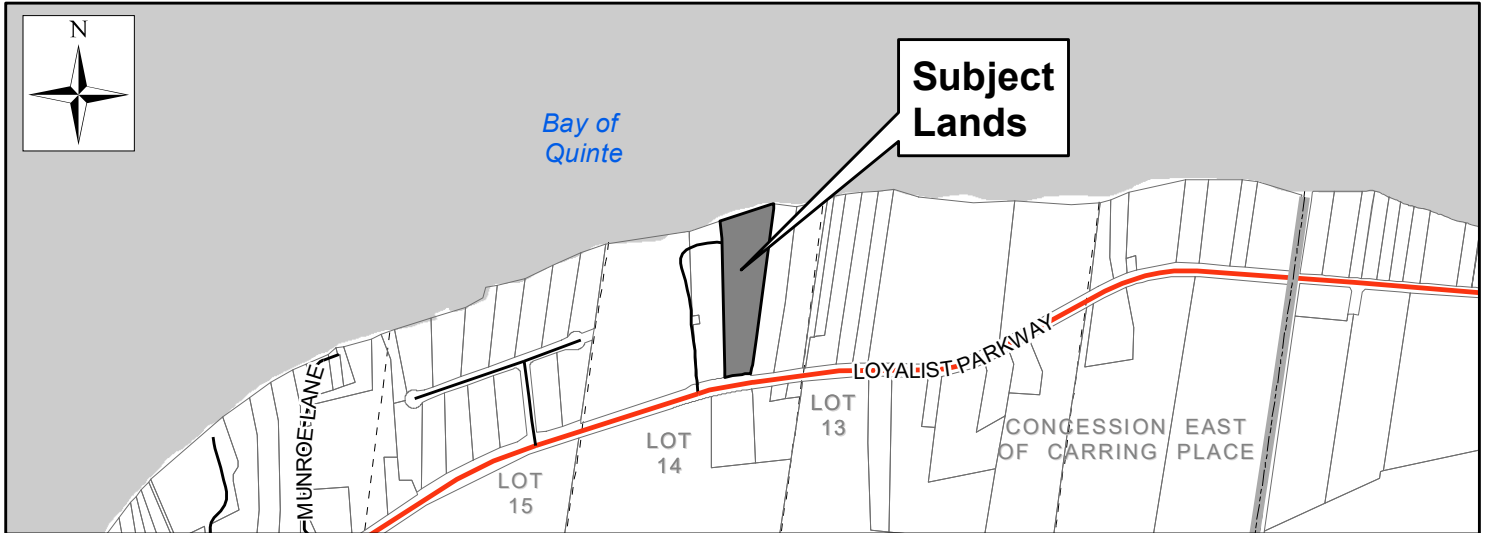 N
Subject
Lands
Bay of
Quinte
LOYALIST PARKWAY
MUNROE LANE
LOT
13
LOT
14
LOT
15
CONCESSION EAST
OF CARRING PLACE